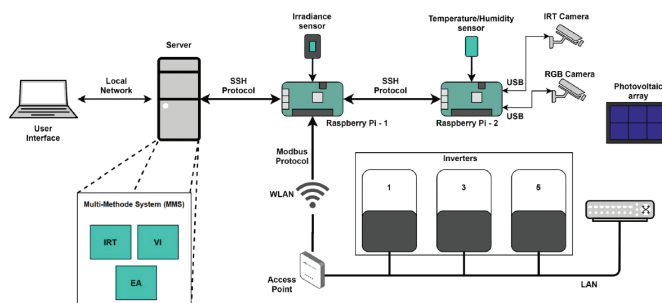 Irradiance
sensor
Temperature/Humidity
sensor
IRT Camera
Server
Local
Network
SSH
Protocol
SSH
Protocol
USB
RGB Camera
USB
Photovoltaic
array
User
Interface
Raspberry Pi - 1
Raspberry Pi - 2
Modbus
Protocol
Inverters
WLAN
1
3
5
Multi-Methode System (MMS)
IRT
VI
EA
Access
Point
LAN